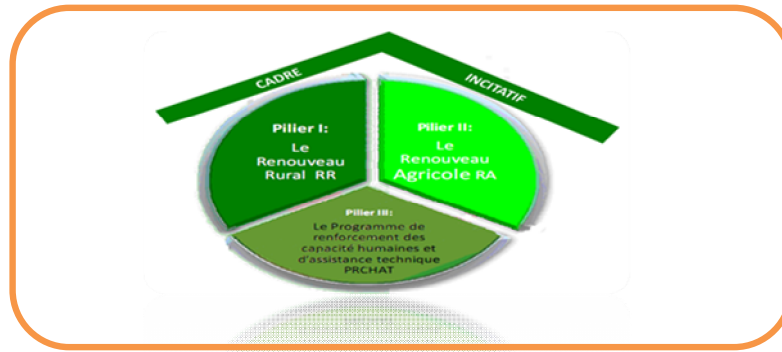 CADRE
INCITATIF
Pilier I:
Le
Renouveau
Rural RR
Pilier II:
Le
Renouveau
Agricole RA
Pilier III:
Le Programme de
renforcement des
capacité humaines et
d'assistance technique
PRCHAT